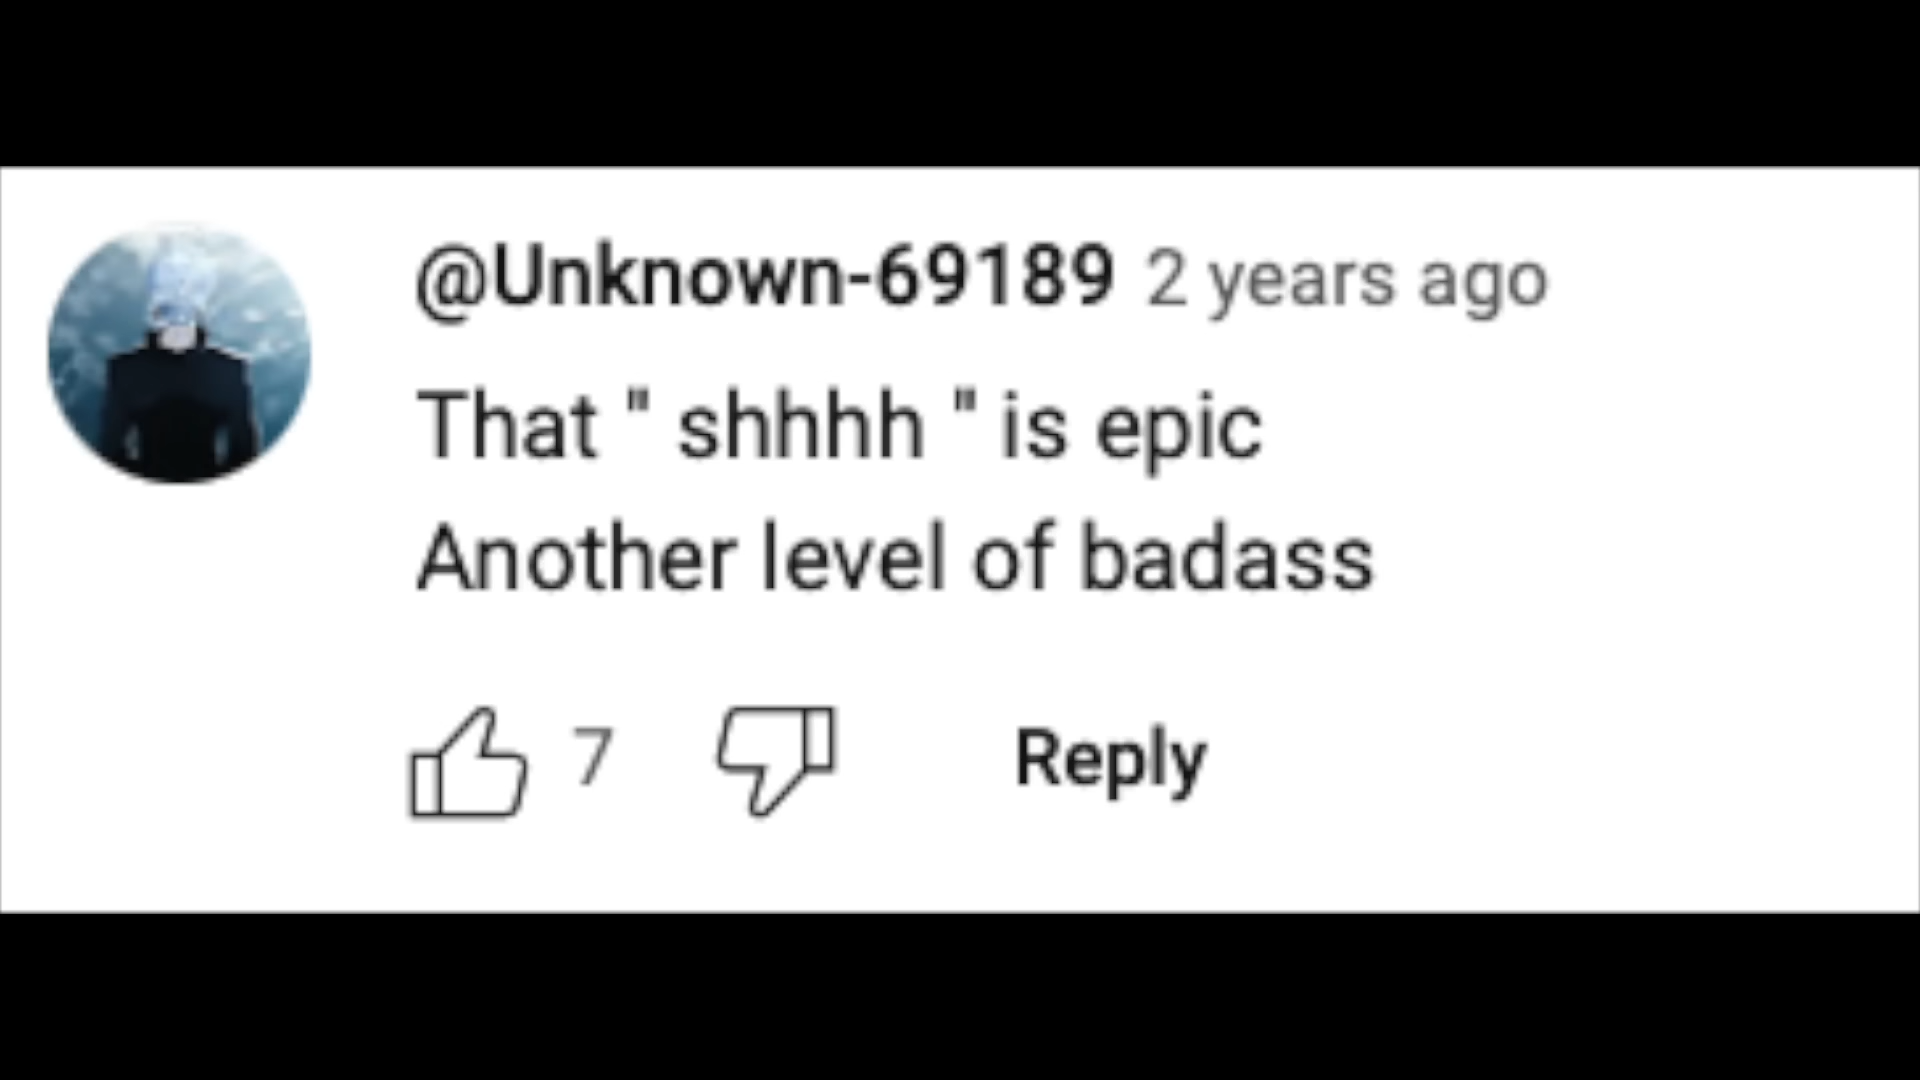 @Unknown-69189 2 years ago
That " shhhh " is epic
Another level of badass
7 Reply